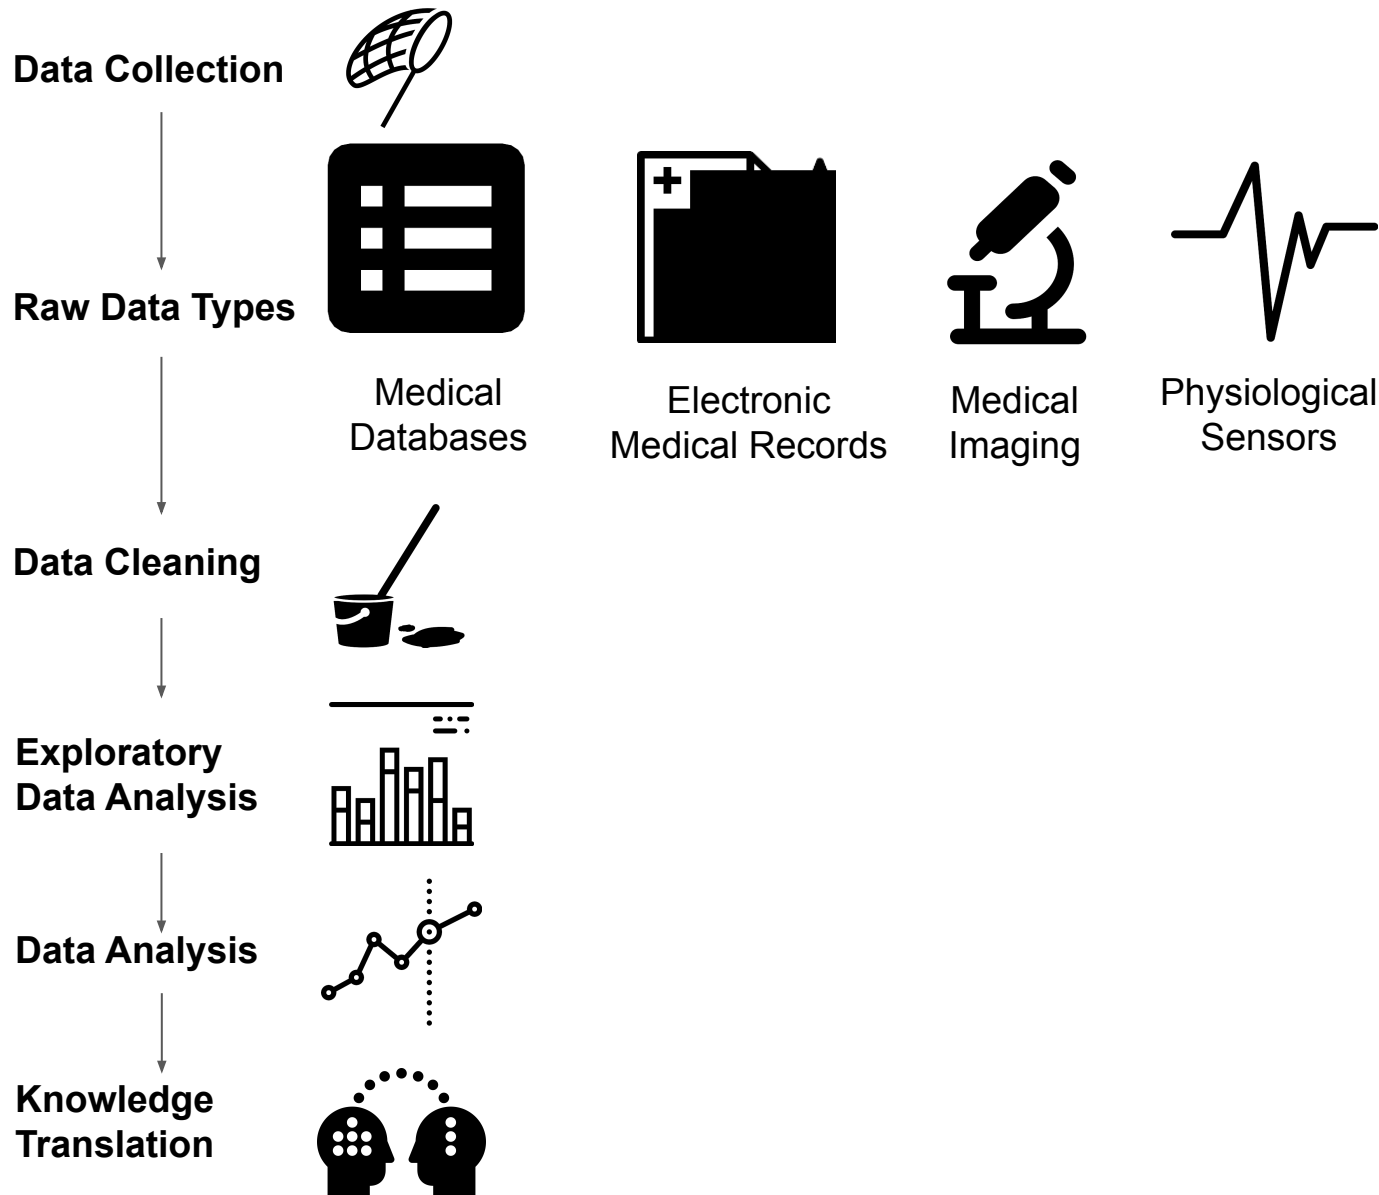 Data Collection
Raw Data Types
Medical
Databases
Electronic
Medical Records
Medical
Imaging
Physiological
Sensors
Data Cleaning
Exploratory
Data Analysis
Data Analysis
Knowledge
Translation